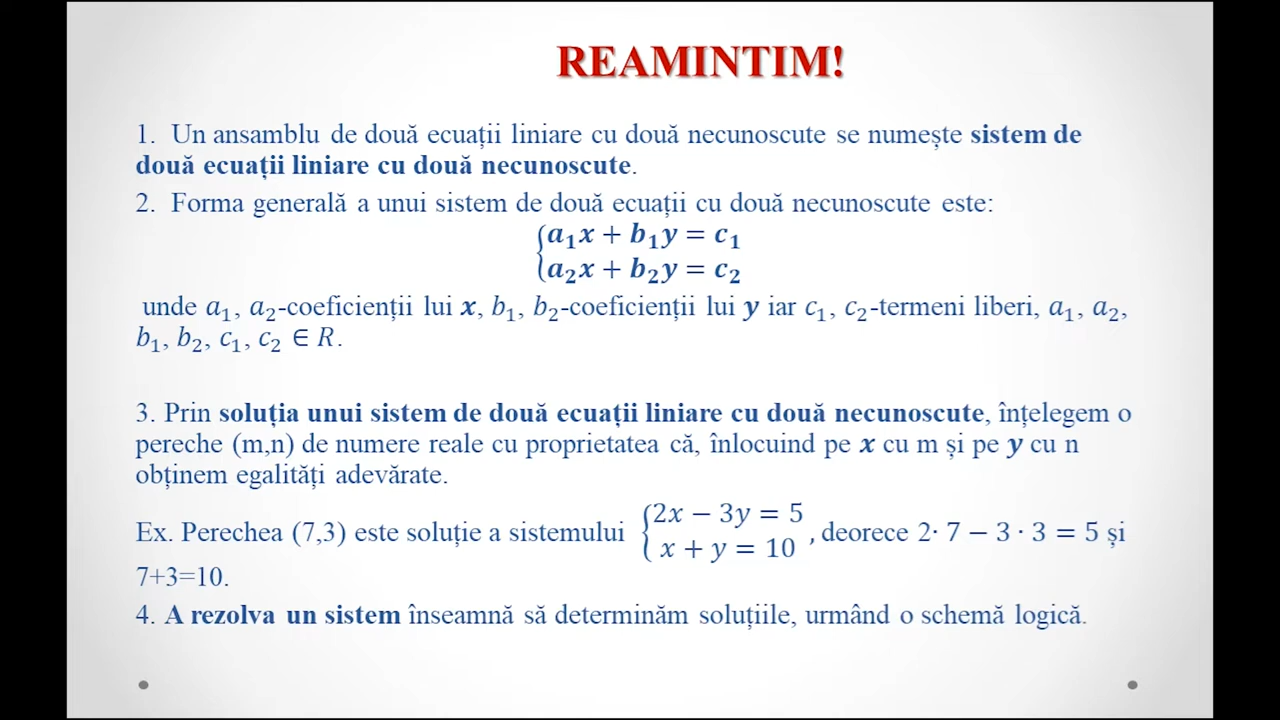 REAMINTIM!
1. Un ansamblu de două ecuații liniare cu două necunoscute se numește sistem de
două ecuații liniare cu două necunoscute.
2. Forma generală a unui sistem de două ecuații cu două necunoscute este:
a₁x + b₁y = c₁
a₂x + b₂y = c₂
unde a₁, a₂-coeficienții lui x, b₁, b₂-coeficienții lui y iar c₁, c₂-termeni liberi, a₁, a₂,
b₁, b₂, c₁, c₂ ∈ R.
3. Prin soluția unui sistem de două ecuații liniare cu două necunoscute, înțelegem o
pereche (m,n) de numere reale cu proprietatea că, înlocuind pe x cu m și pe y cu n
obținem egalități adevărate.
Ex. Perechea (7,3) este soluție a sistemului { 2x − 3y = 5
x + y = 10 , deorece 2· 7 − 3 · 3 = 5 și
7+3=10.
4. A rezolva un sistem înseamnă să determinăm soluțiile, urmând o schemă logică.